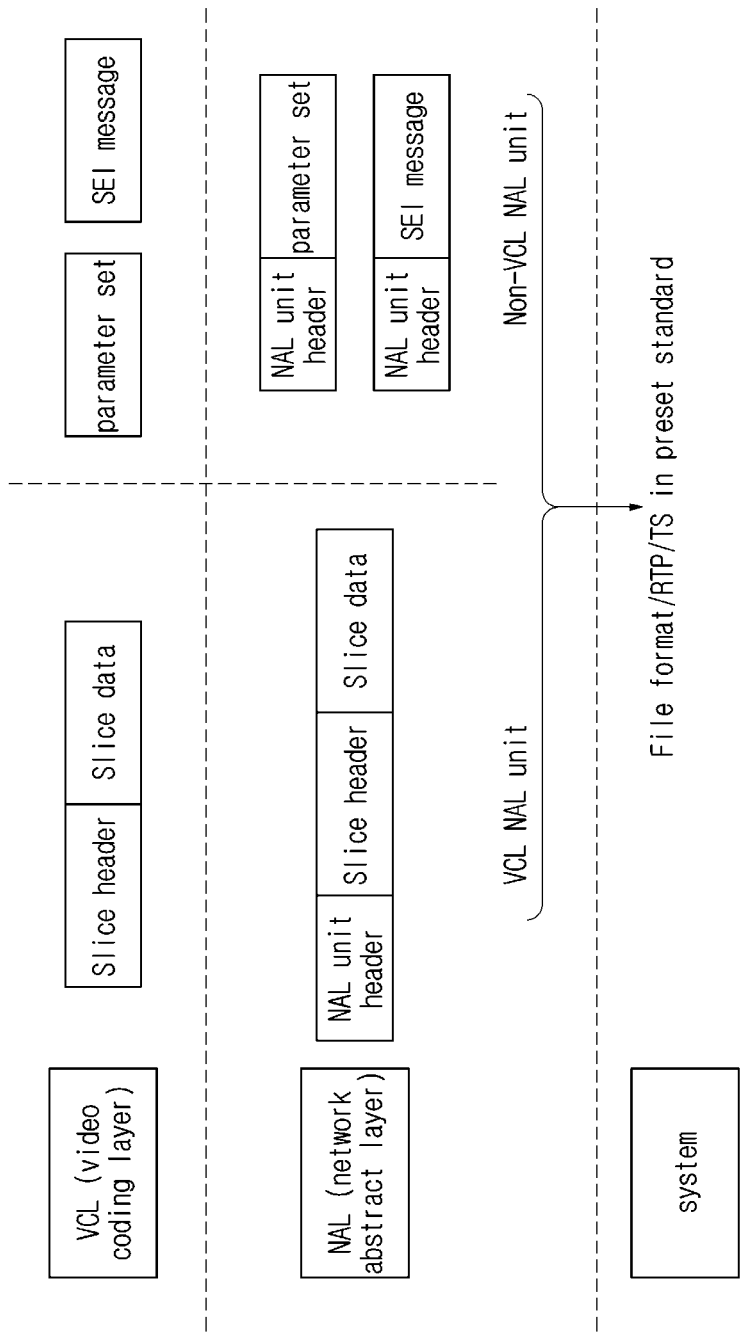 VCL (video
coding layer)
Slice header
Slice data
parameter set
SEI message
NAL (network
abstract layer)
NAL unit
header
Slice header
Slice data
NAL unit
header
parameter set
NAL unit
header
SEI message
VCL NAL unit
Non-VCL NAL unit
system
File format/RTP/TS in preset standard